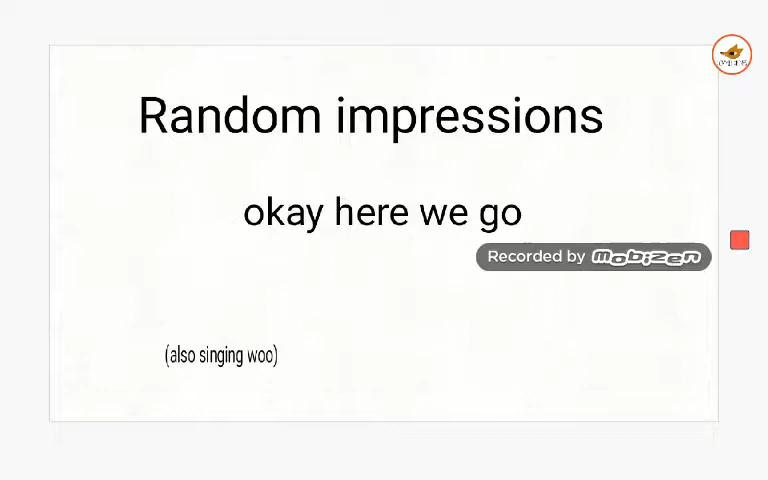 Random impressions
okay here we go
Recorded by mobizen
(also singing woo)